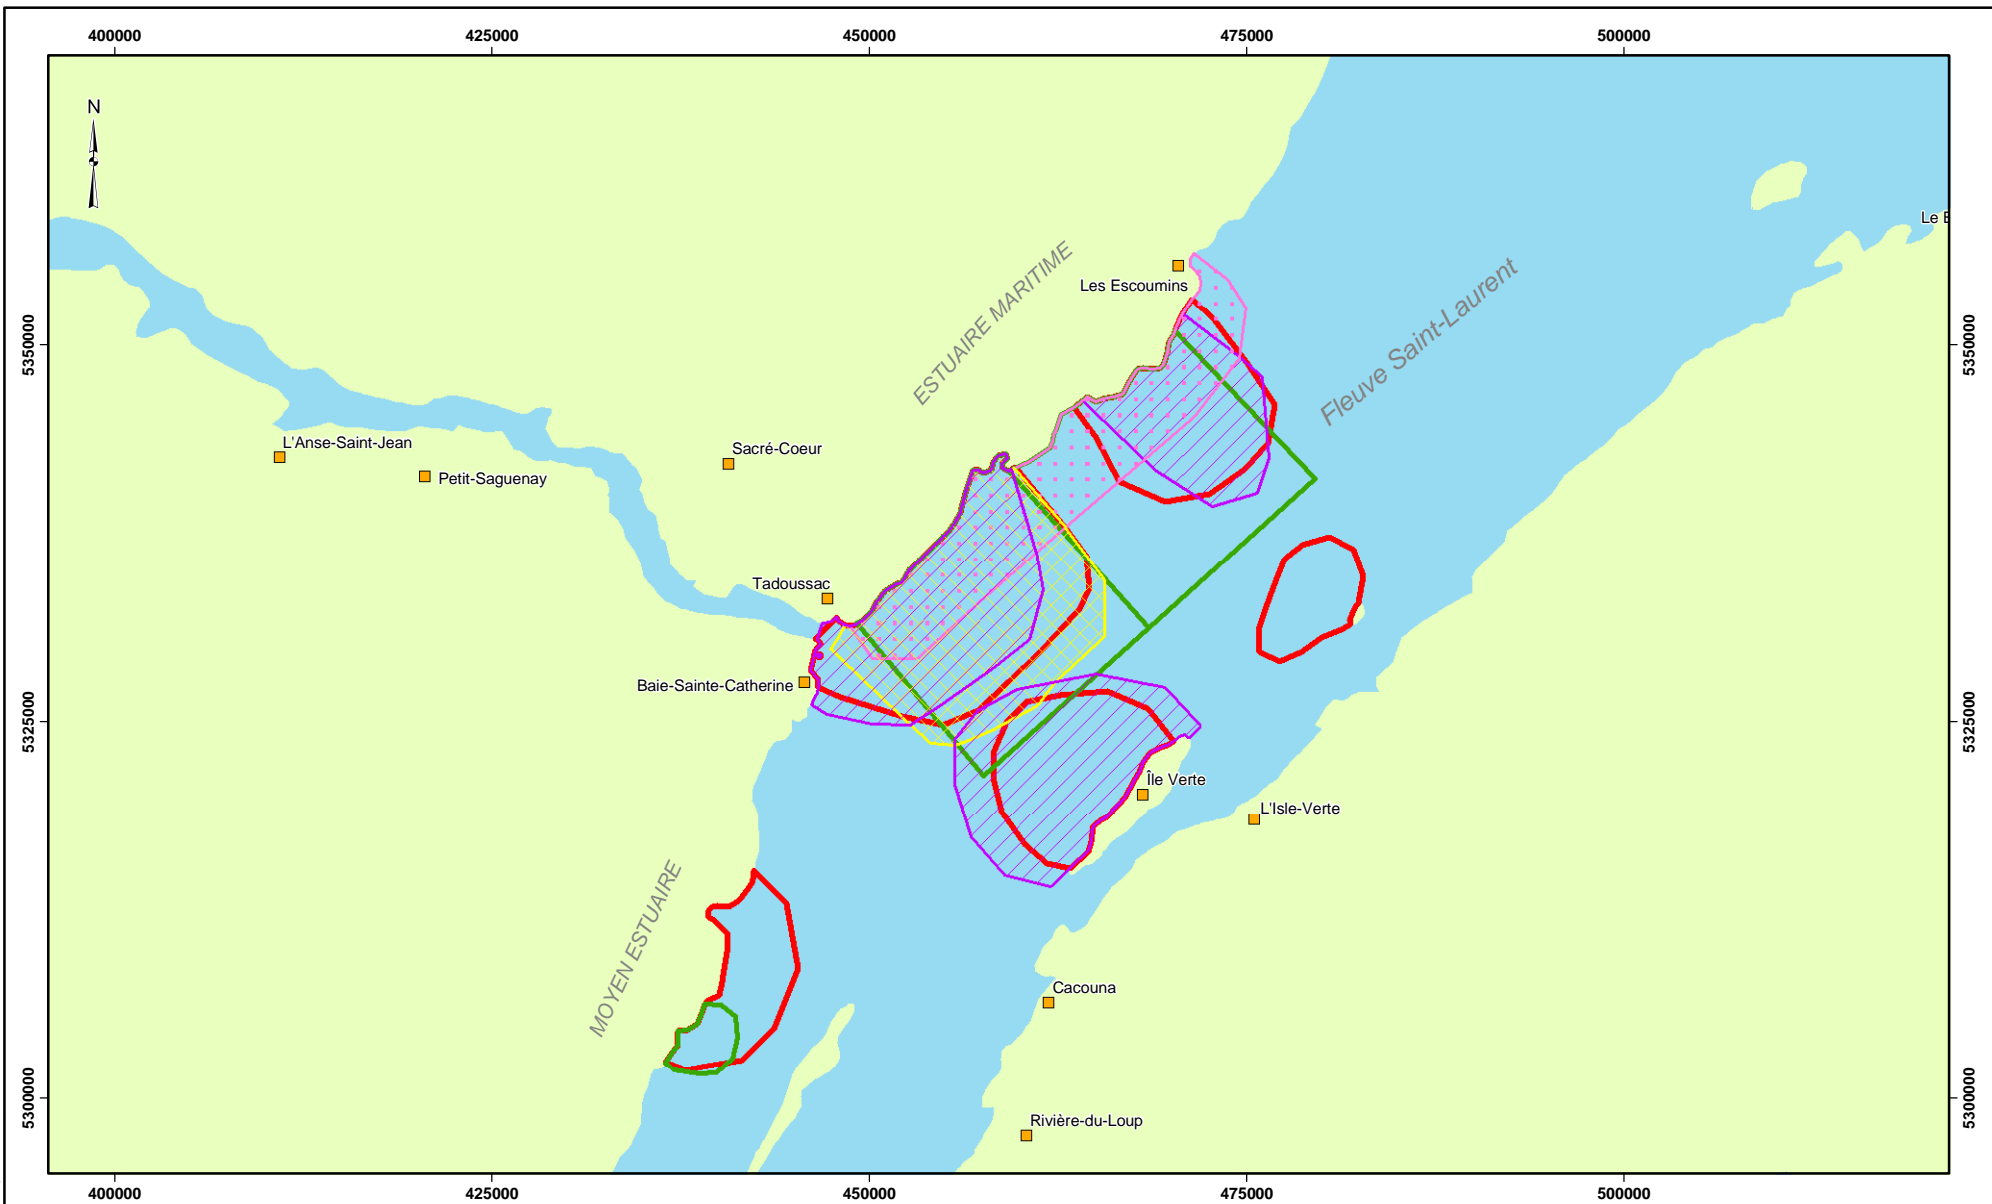 400000 425000 450000 475000 500000
N
Le B
ESTUAIRE MARITIME
Les Escoumins
Fleuve Saint-Laurent
5350000 5350000
L'Anse-Saint-Jean
Sacré-Coeur
Petit-Saguenay
Tadoussac
Baie-Sainte-Catherine
5325000 5325000
Île Verte
L'Isle-Verte
MOYEN ESTUAIRE
Cacouna
5300000 5300000
Rivière-du-Loup
400000 425000 450000 475000 500000